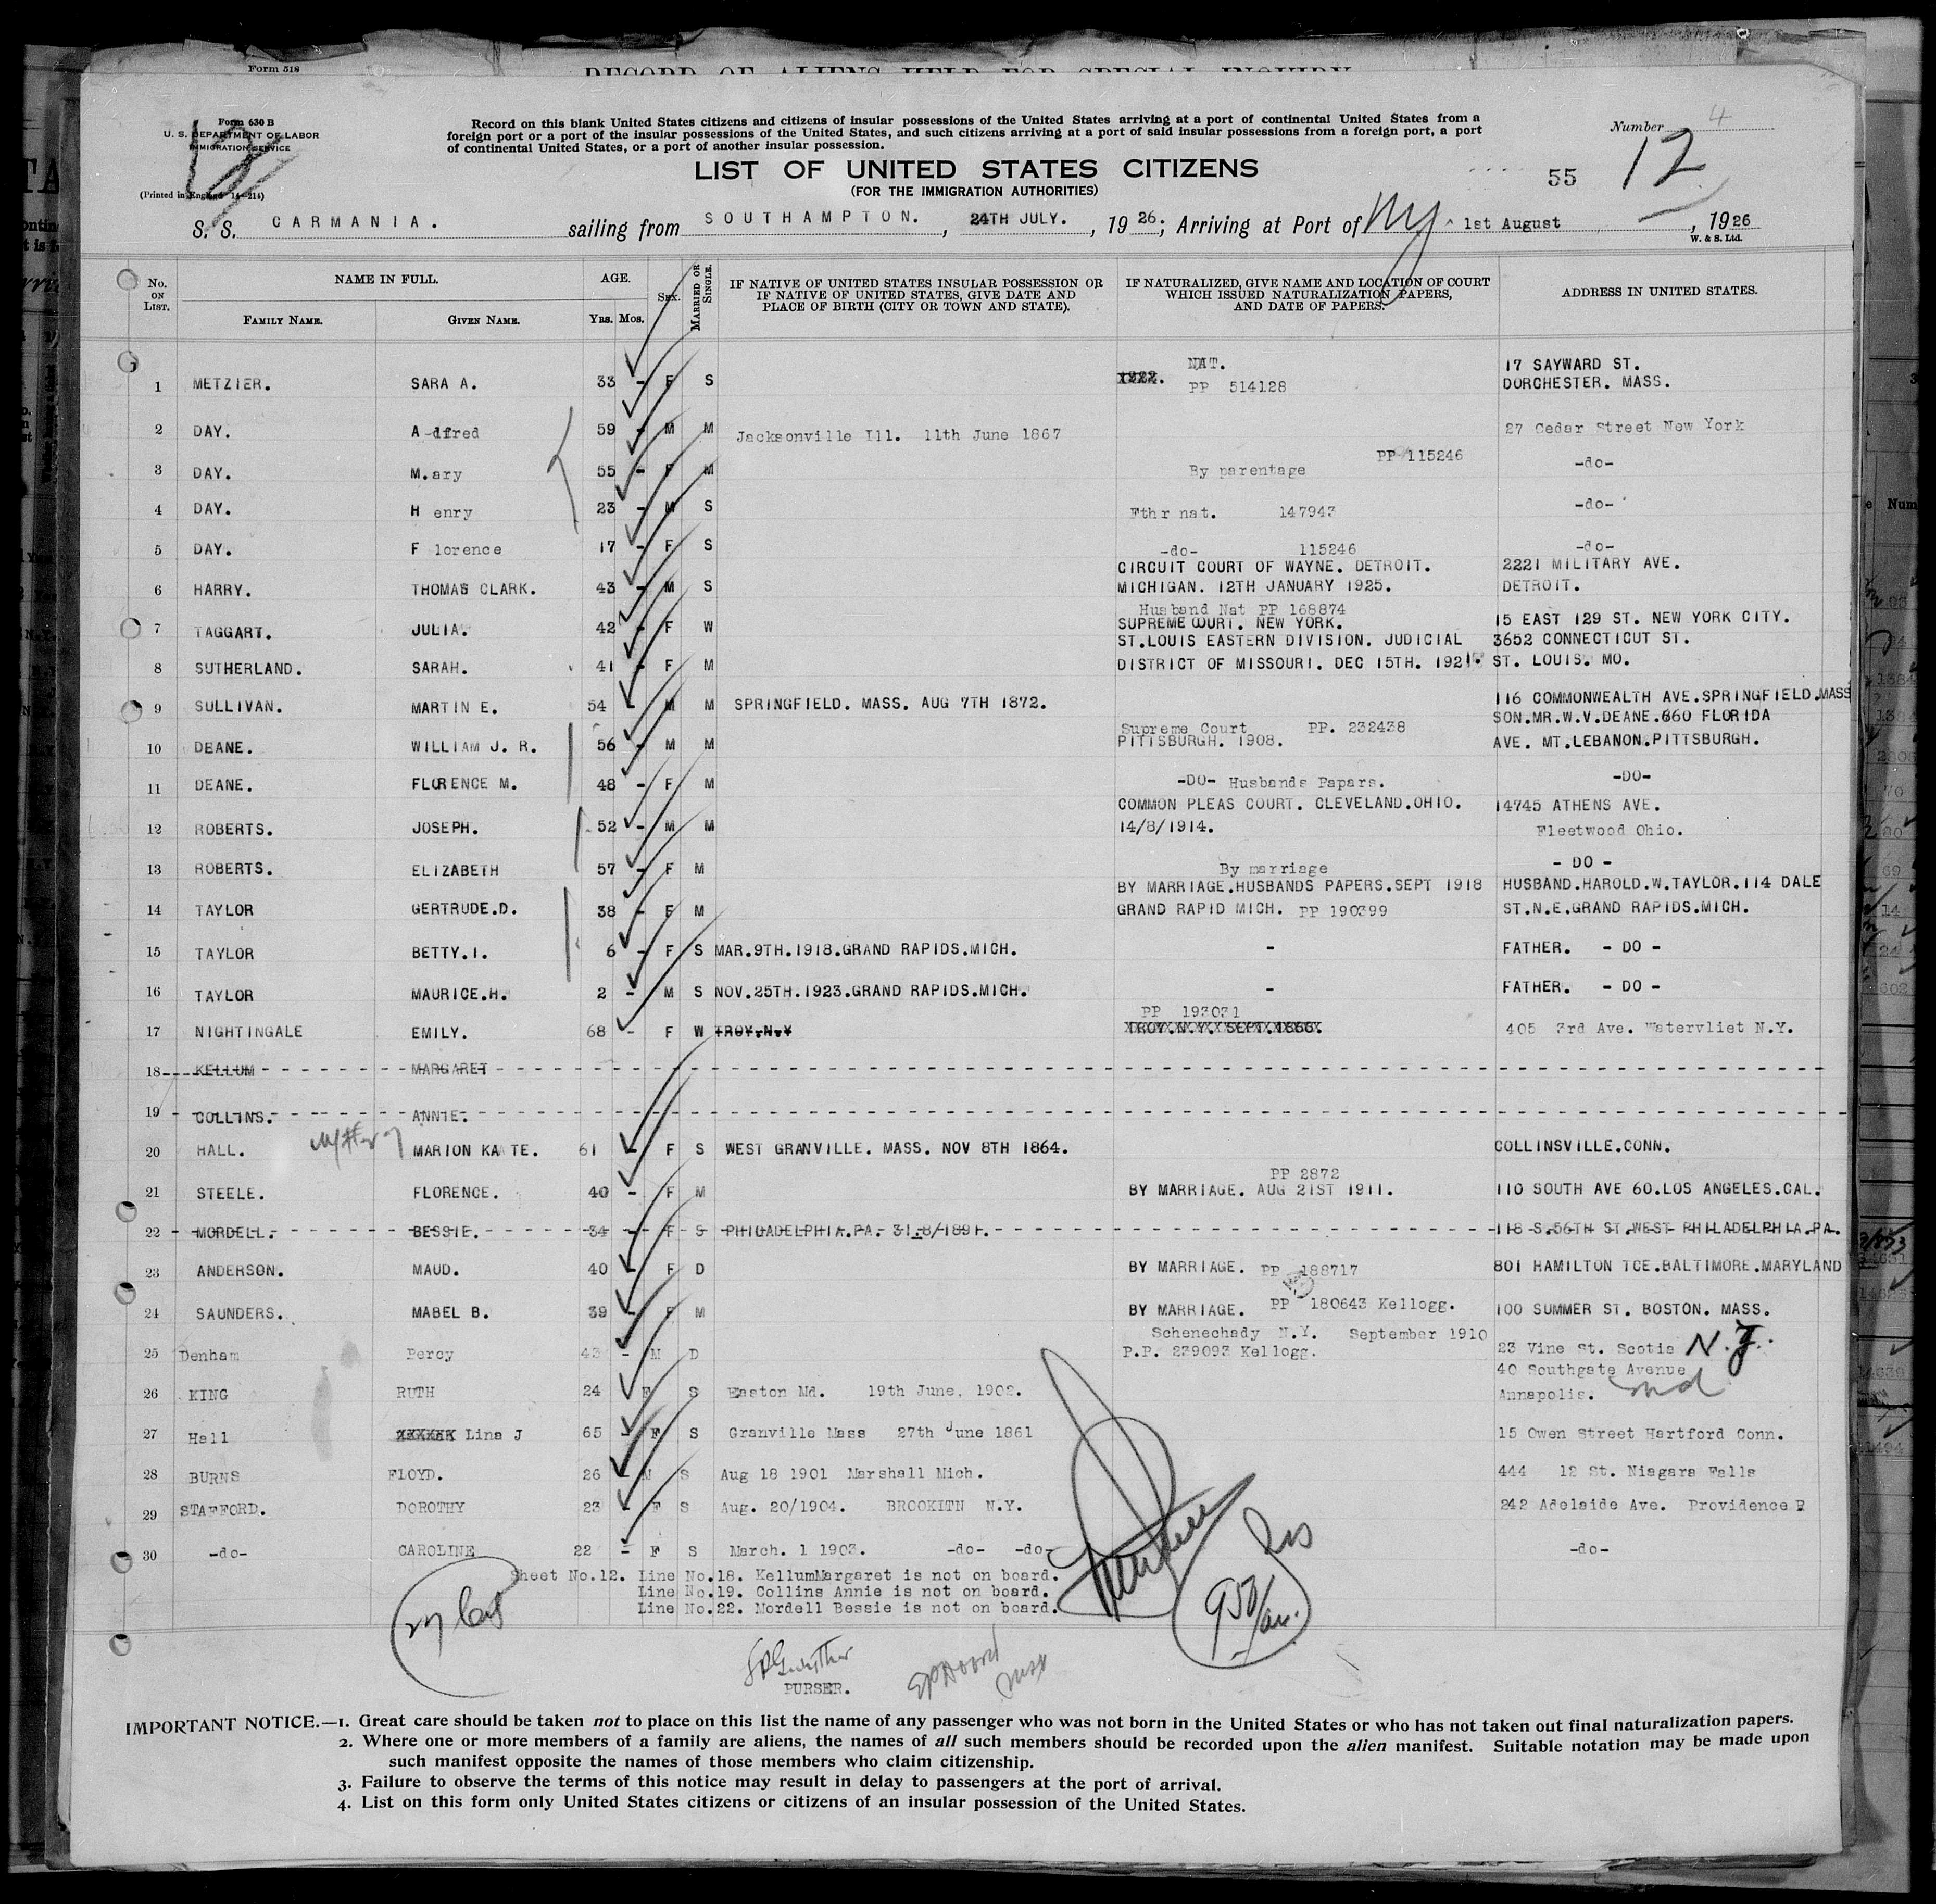 Form 518
RECORD OF ALIENS HELD FOR SPECIAL INQUIRY
Form 630 B
U. S. DEPARTMENT OF LABOR
IMMIGRATION SERVICE
(Printed in England 14-214)
Record on this blank United States citizens and citizens of insular possessions of the United States arriving at a port of continental United States from a
foreign port or a port of the insular possessions of the United States, and such citizens arriving at a port of said insular possessions from a foreign port, a port
of continental United States, or a port of another insular possession.
Number 4
LIST OF UNITED STATES CITIZENS
(FOR THE IMMIGRATION AUTHORITIES)
55 12
S. S. CARMANIA. sailing from SOUTHAMPTON. , 24TH JULY. , 19 26; Arriving at Port of Ny 1st August , 1926
W. & S. Ltd.
No. ON LIST. NAME IN FULL. AGE. SEX. MARRIED OR SINGLE. IF NATIVE OF UNITED STATES INSULAR POSSESSION OR IF NATIVE OF UNITED STATES, GIVE DATE AND PLACE OF BIRTH (CITY OR TOWN AND STATE). IF NATURALIZED, GIVE NAME AND LOCATION OF COURT WHICH ISSUED NATURALIZATION PAPERS, AND DATE OF PAPERS. ADDRESS IN UNITED STATES.
FAMILY NAME. GIVEN NAME. YRS. MOS.
NAT. 17 SAYWARD ST.
1 METZIER. SARA A. 33 - F S 1922. PP 514128 DORCHESTER. MASS.
2 DAY. A-dfred 59 - M M Jacksonville Ill. 11th June 1867 27 Cedar Street New York
3 DAY. M.ary 55 - F M By parentage PP 115246 -do-
4 DAY. H enry 23 - M S Fthr nat. 147943 -do-
5 DAY. F lorence 17 - F S -do- 115246 -do-
CIRCUIT COURT OF WAYNE. DETROIT. 2221 MILITARY AVE.
6 HARRY. THOMAS CLARK. 43 - M S MICHIGAN. 12TH JANUARY 1925. DETROIT.
Husband Nat PP 168874
7 TAGGART. JULIA. 42 - F W SUPREME COURT. NEW YORK. 15 EAST 129 ST. NEW YORK CITY.
ST.LOUIS EASTERN DIVISION. JUDICIAL 3652 CONNECTICUT ST.
8 SUTHERLAND. SARAH. 41 - F M DISTRICT OF MISSOURI. DEC 15TH. 1921. ST. LOUIS. MO.
9 SULLIVAN. MARTIN E. 54 M M SPRINGFIELD. MASS. AUG 7TH 1872. 116 COMMONWEALTH AVE.SPRINGFIELD.MASS
Supreme Court PP. 232438 SON.MR.W.V.DEANE.660 FLORIDA
10 DEANE. WILLIAM J. R. 56 - M M PITTSBURGH. 1908. AVE. MT.LEBANON.PITTSBURGH.
11 DEANE. FLORENCE M. 48 - F M -DO- Husbands Papars. -DO-
COMMON PLEAS COURT. CLEVELAND.OHIO. 14745 ATHENS AVE.
12 ROBERTS. JOSEPH. 52 - M M 14/8/1914. Fleetwood Ohio.
13 ROBERTS. ELIZABETH 57 - F M By marriage - DO -
BY MARRIAGE.HUSBANDS PAPERS.SEPT 1918 HUSBAND.HAROLD.W.TAYLOR.114 DALE
14 TAYLOR GERTRUDE.D. 38 - F M GRAND RAPID MICH. PP 190399 ST.N.E.GRAND RAPIDS.MICH.
15 TAYLOR BETTY.I. 6 - F S MAR.9TH.1918.GRAND RAPIDS.MICH. - FATHER. - DO -
16 TAYLOR MAURICE.H. 2 - M S NOV.25TH.1923.GRAND RAPIDS.MICH. - FATHER. - DO -
PP 193031
17 NIGHTINGALE EMILY. 68 - F W TROY.N.Y 405 3rd Ave. Watervliet N.Y.
18 KELLUM MARGARET
19 COLLINS. ANNIE.
20 HALL. MARION KATE. 61 - F S WEST GRANVILLE. MASS. NOV 8TH 1864. COLLINSVILLE.CONN.
PP 2872
21 STEELE. FLORENCE. 40 - F M BY MARRIAGE. AUG 21ST 1911. 110 SOUTH AVE 60.LOS ANGELES.CAL.
22 MORDELL. BESSIE. 34 - F S PHILADELPHIA.PA. 31.8/1891. 118 S.56TH ST.WEST PHILADELPHIA.PA.
23 ANDERSON. MAUD. 40 - F D BY MARRIAGE. PP 188717 801 HAMILTON TCE.BALTIMORE.MARYLAND
24 SAUNDERS. MABEL B. 39 - F M BY MARRIAGE. PP 180643 Kellogg. 100 SUMMER ST. BOSTON. MASS.
Schenechady N.Y. September 1910
25 Denham Percy 43 - M D P.P. 239093 Kellogg. 23 Vine St. Scotia N.Y.
40 Southgate Avenue
26 KING RUTH 24 F S Easton Md. 19th June. 1902. Annapolis. Md
27 Hall Lina J 65 - F S Granville Mass 27th June 1861 15 Owen Street Hartford Conn.
28 BURNS FLOYD. 26 - M S Aug 18 1901 Marshall Mich. 444 12 St. Niagara Falls
29 STAFFORD. DOROTHY 23 - F S Aug. 20/1904. BROOKITN N.Y. 242 Adelaide Ave. Providence R
30 -do- CAROLINE 22 - F S March. 1 1903. -do- -do- -do-
Sheet No.12. Line No.18. Kellum Margaret is not on board.
Line No.19. Collins Annie is not on board.
Line No.22. Mordell Bessie is not on board.
PURSER.
IMPORTANT NOTICE.—1. Great care should be taken not to place on this list the name of any passenger who was not born in the United States or who has not taken out final naturalization papers.
2. Where one or more members of a family are aliens, the names of all such members should be recorded upon the alien manifest. Suitable notation may be made upon
such manifest opposite the names of those members who claim citizenship.
3. Failure to observe the terms of this notice may result in delay to passengers at the port of arrival.
4. List on this form only United States citizens or citizens of an insular possession of the United States.